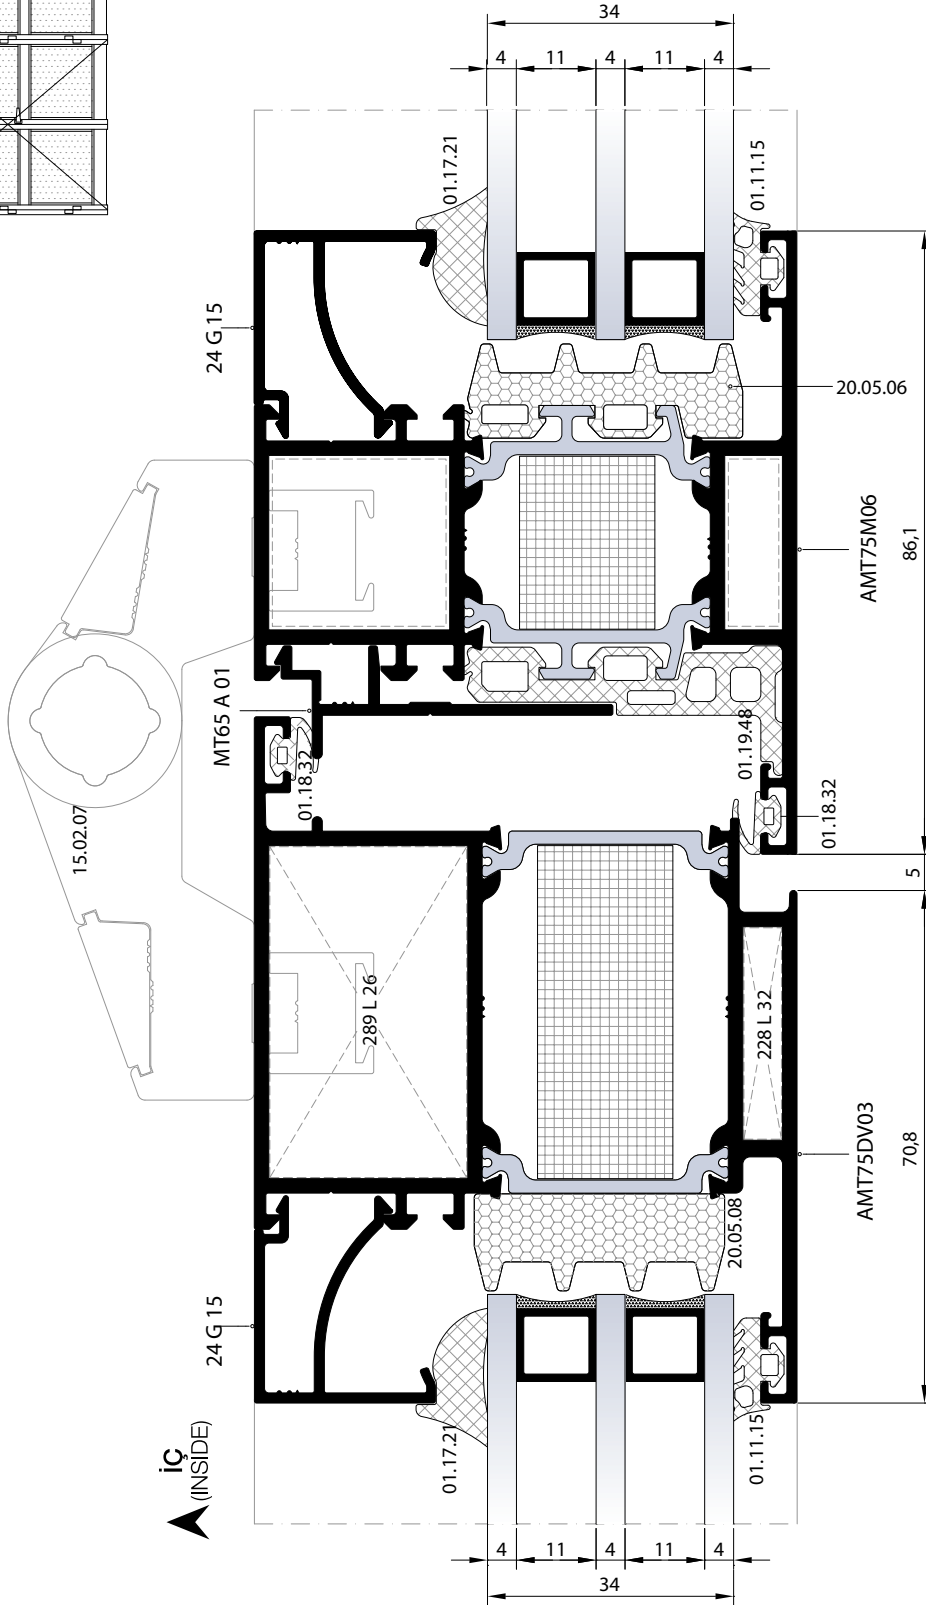 34
4 11 4 11 4
01.17.21
01.11.15
24 G 15
20.05.06
AMT75M06
86,1
MT65 A 01
01.18.32
01.19.48
01.18.32
15.02.07
5
289 L 26
228 L 32
AMT75DV03
70,8
20.05.08
24 G 15
01.17.21
01.11.15
İÇ
(INSIDE)
4 11 4 11 4
34